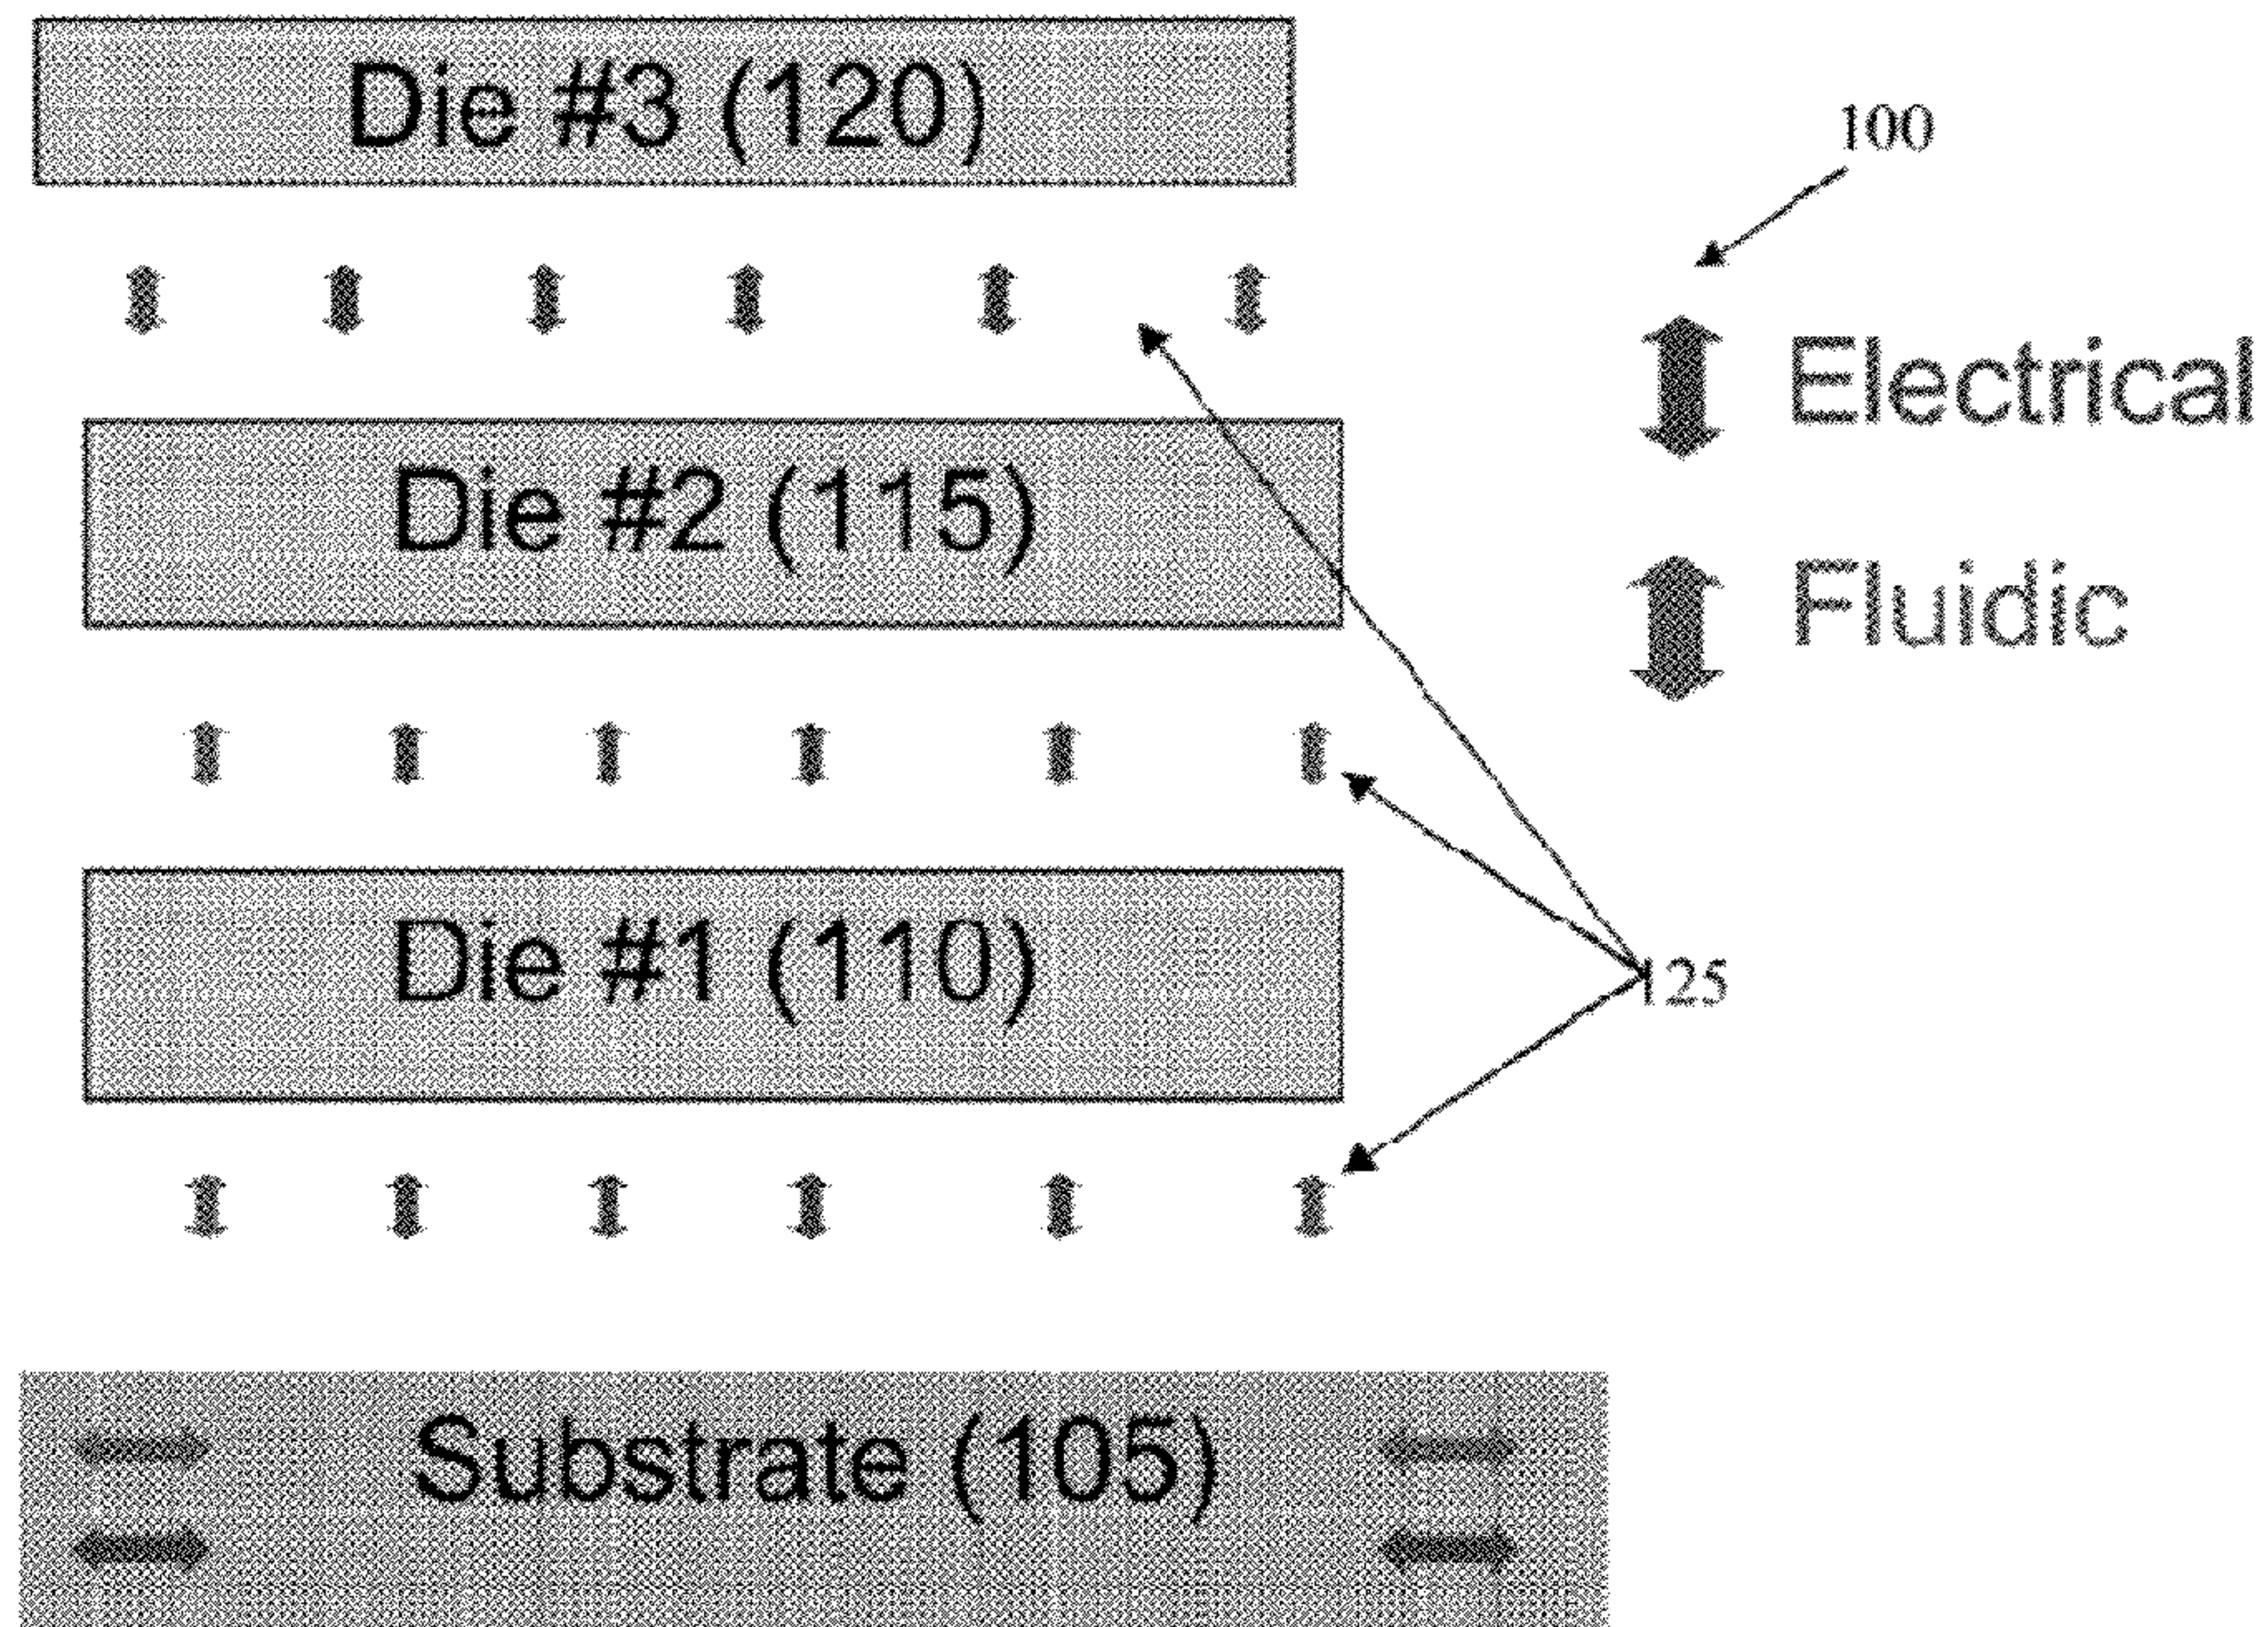 Die #3 (120)
100
Electrical
Die #2 (115)
Fluidic
Die #1 (110)
125
Substrate (105)